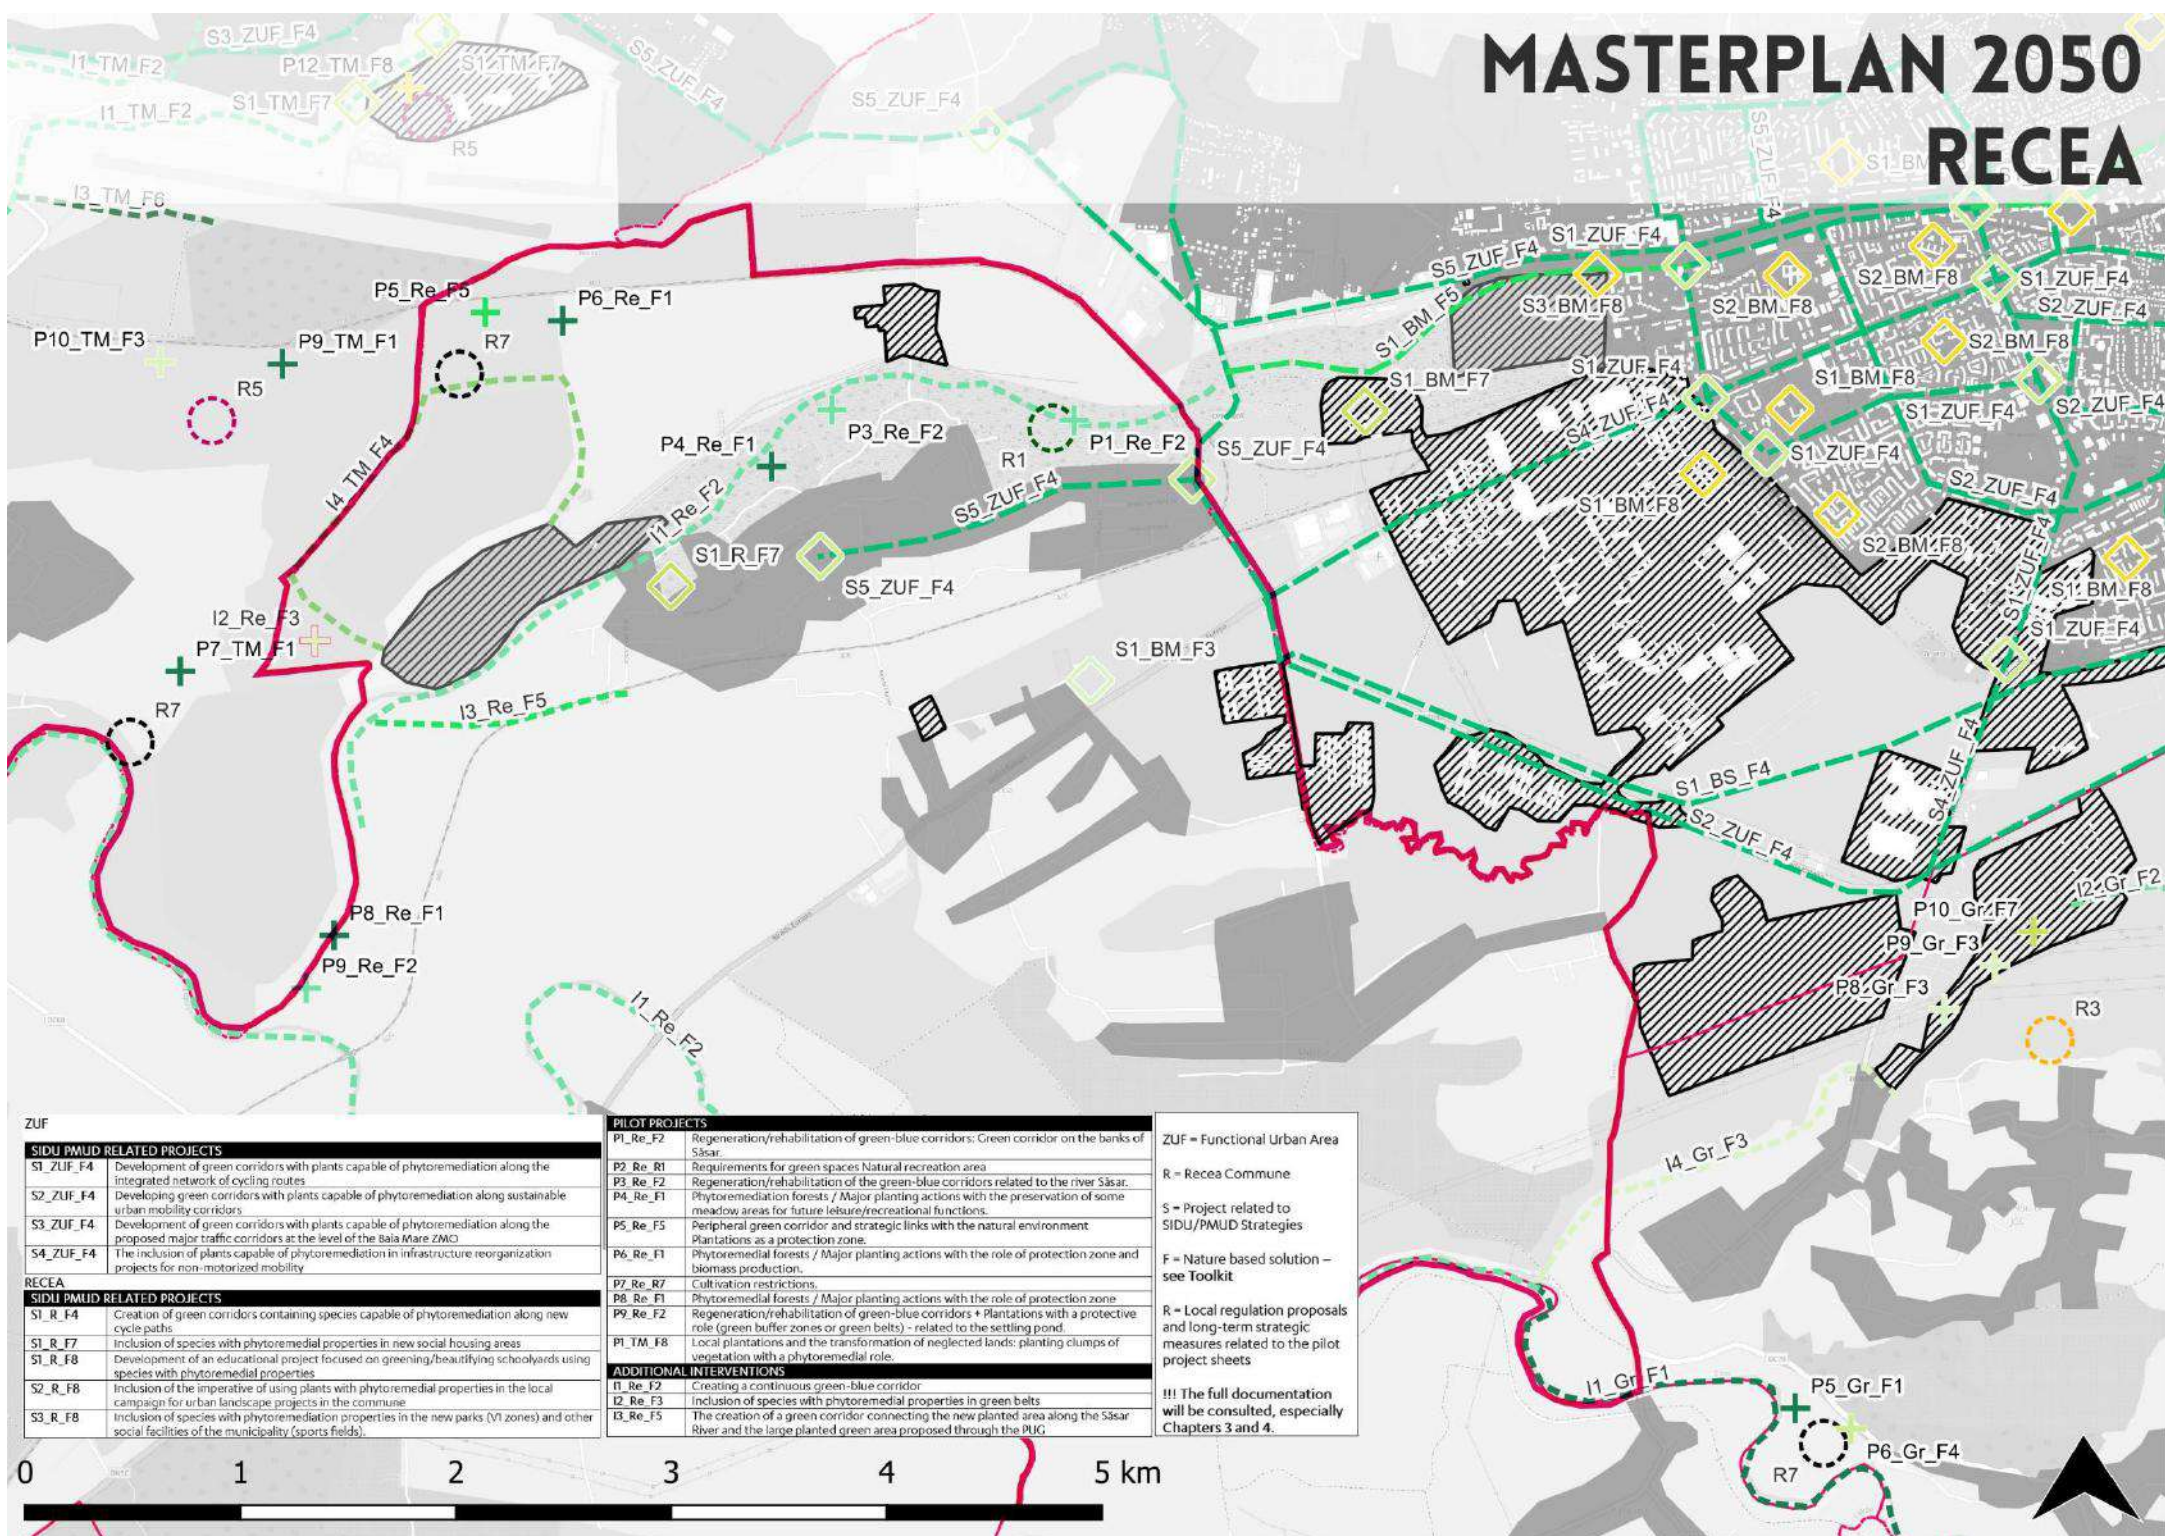 MASTERPLAN 2050
RECEA
S3_ZUF_F4
I1_TM_F2
P12_TM_F8
S1_TM_F7
S5_ZUF_F4
S1_TM_F7
I1_TM_F2
S5_ZUF_F4
S5_ZUF_F4
R5
I3_TM_F6
S1_ZUF_F4
S5_ZUF_F4
P5_Re_F5
P6_Re_F1
S3_BM_F8
S2_BM_F8
S2_BM_F8
S1_ZUF_F4
S2_ZUF_F4
S1_BM_F5
P10_TM_F3
P9_TM_F1
R7
S2_BM_F8
R5
S1_BM_F7
S1_ZUF_F4
S1_BM_F8
S1_ZUF_F4
S2_ZUF_F4
I4_TM_F4
P4_Re_F1
P3_Re_F2
R1
P1_Re_F2
S5_ZUF_F4
S4_ZUF_F4
S1_ZUF_F4
S5_ZUF_F4
S2_ZUF_F4
I1_Re_F2
S1_BM_F8
S1_R_F7
S5_ZUF_F4
S2_BM_F8
S1_ZUF_F4
S1_BM_F8
I2_Re_F3
P7_TM_F1
S1_BM_F3
S1_ZUF_F4
R7
I3_Re_F5
S1_BS_F4
S4_ZUF_F4
S2_ZUF_F4
I2_Gr_F2
P8_Re_F1
P10_Gr_F7
P9_Gr_F3
P9_Re_F2
P8_Gr_F3
I1_Re_F2
R3
I4_Gr_F3
I1_Gr_F1
P5_Gr_F1
P6_Gr_F4
R7
ZUF
SIDU PMUD RELATED PROJECTS
S1_ZUF_F4 Development of green corridors with plants capable of phytoremediation along the
integrated network of cycling routes
S2_ZUF_F4 Developing green corridors with plants capable of phytoremediation along sustainable
urban mobility corridors
S3_ZUF_F4 Development of green corridors with plants capable of phytoremediation along the
proposed major traffic corridors at the level of the Baia Mare ZMO
S4_ZUF_F4 The inclusion of plants capable of phytoremediation in infrastructure reorganization
projects for non-motorized mobility
RECEA
SIDU PMUD RELATED PROJECTS
S1_R_F4 Creation of green corridors containing species capable of phytoremediation along new
cycle paths
S1_R_F7 Inclusion of species with phytoremedial properties in new social housing areas
S1_R_F8 Development of an educational project focused on greening/beautifying schoolyards using
species with phytoremedial properties
S2_R_F8 Inclusion of the imperative of using plants with phytoremedial properties in the local
campaign for urban landscape projects in the commune
S3_R_F8 Inclusion of species with phytoremediation properties in the new parks (V1 zones) and other
social facilities of the municipality (sports fields).
PILOT PROJECTS
P1_Re_F2 Regeneration/rehabilitation of green-blue corridors: Green corridor on the banks of
Săsar.
P2_Re_R1 Requirements for green spaces Natural recreation area
P3_Re_F2 Regeneration/rehabilitation of the green-blue corridors related to the river Săsar.
P4_Re_F1 Phytoremediation forests / Major planting actions with the preservation of some
meadow areas for future leisure/recreational functions.
P5_Re_F5 Peripheral green corridor and strategic links with the natural environment
Plantations as a protection zone.
P6_Re_F1 Phytoremedial forests / Major planting actions with the role of protection zone and
biomass production.
P7_Re_R7 Cultivation restrictions.
P8_Re_F1 Phytoremedial forests / Major planting actions with the role of protection zone
P9_Re_F2 Regeneration/rehabilitation of green-blue corridors + Plantations with a protective
role (green buffer zones or green belts) - related to the settling pond.
P1_TM_F8 Local plantations and the transformation of neglected lands: planting clumps of
vegetation with a phytoremedial role.
ADDITIONAL INTERVENTIONS
I1_Re_F2 Creating a continuous green-blue corridor
I2_Re_F3 Inclusion of species with phytoremedial properties in green belts
I3_Re_F5 The creation of a green corridor connecting the new planted area along the Săsar
River and the large planted green area proposed through the PUG
ZUF = Functional Urban Area
R = Recea Commune
S = Project related to
SIDU/PMUD Strategies
F = Nature based solution –
see Toolkit
R = Local regulation proposals
and long-term strategic
measures related to the pilot
project sheets
!!! The full documentation
will be consulted, especially
Chapters 3 and 4.
0 1 2 3 4 5 km